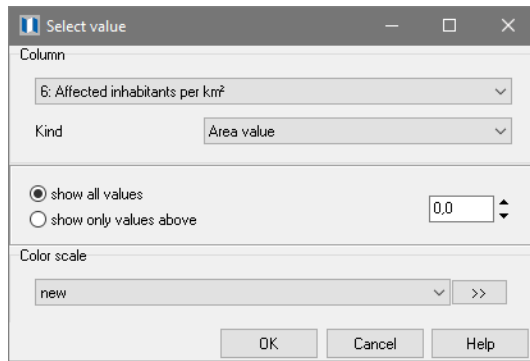 Select value
Column
6: Affected inhabitants per km²
Kind
Area value
show all values
0,0
show only values above
Color scale
new
>>
OK
Cancel
Help